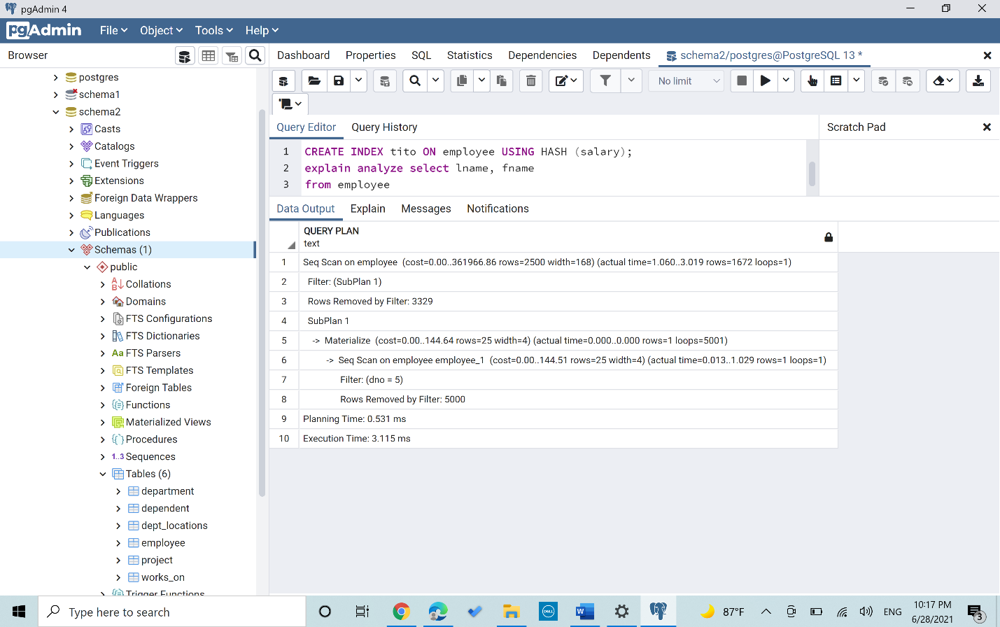 pgAdmin 4
pgAdmin File Object Tools Help
Browser
Dashboard Properties SQL Statistics Dependencies Dependents schema2/postgres@PostgreSQL 13 *
No limit
postgres
schema1
schema2
Casts
Catalogs
Event Triggers
Extensions
Foreign Data Wrappers
Languages
Publications
Schemas (1)
public
Collations
Domains
FTS Configurations
FTS Dictionaries
Aa FTS Parsers
FTS Templates
Foreign Tables
Functions
Materialized Views
Procedures
1..3 Sequences
Tables (6)
department
dependent
dept_locations
employee
project
works_on
Trigger Functions
Query Editor Query History
Scratch Pad
1 CREATE INDEX tito ON employee USING HASH (salary);
2 explain analyze select lname, fname
3 from employee
Data Output Explain Messages Notifications
QUERY PLAN
text
1 Seq Scan on employee (cost=0.00..361966.86 rows=2500 width=168) (actual time=1.060..3.019 rows=1672 loops=1)
2 Filter: (SubPlan 1)
3 Rows Removed by Filter: 3329
4 SubPlan 1
5 -> Materialize (cost=0.00..144.64 rows=25 width=4) (actual time=0.000..0.000 rows=1 loops=5001)
6 -> Seq Scan on employee employee_1 (cost=0.00..144.51 rows=25 width=4) (actual time=0.013..1.029 rows=1 loops=1)
7 Filter: (dno = 5)
8 Rows Removed by Filter: 5000
9 Planning Time: 0.531 ms
10 Execution Time: 3.115 ms
Type here to search
DELL
W
87°F
ENG
10:17 PM
6/28/2021
3